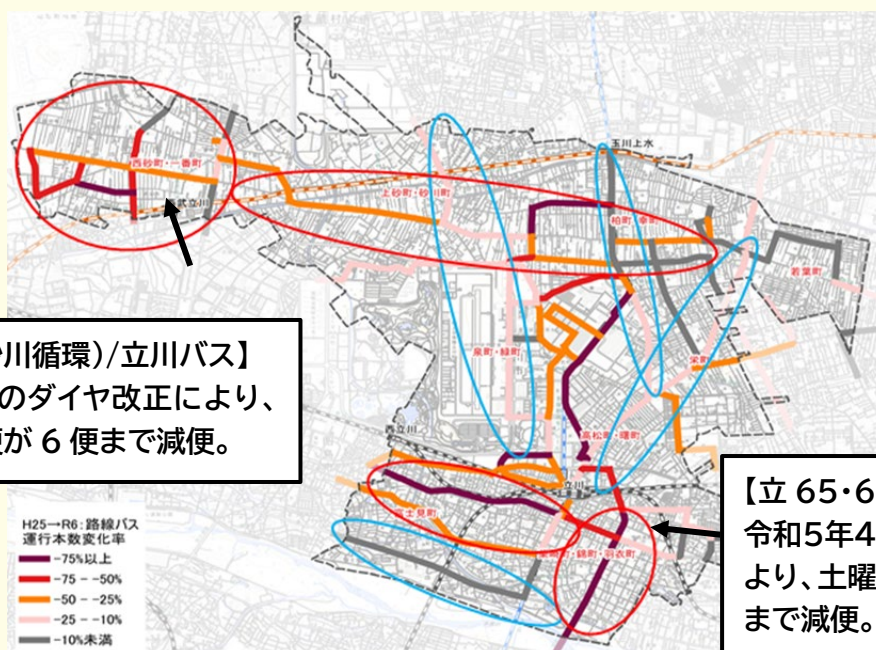 玉川上水
西砂町・一番町
西武立川
上砂町・砂川町
柏町・幸町
若葉町
川循環)/立川バス】
のダイヤ改正により、
便が 6 便まで減便。
泉町・緑町
栄町
西立川
高松町・曙町
立川
富士見町
錦町・羽衣町
【立 65・6
令和5年4
より、土曜
まで減便。
H25→R6:路線バス
運行本数変化率
-75%以上
-75 - -50%
-50 - -25%
-25 - -10%
-10%未満